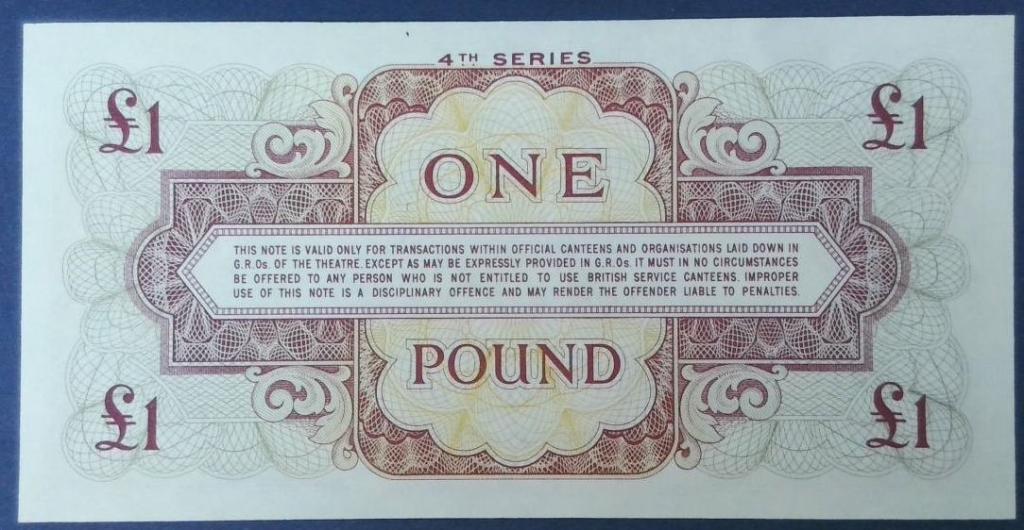 4TH SERIES
£1 £1
ONE
THIS NOTE IS VALID ONLY FOR TRANSACTIONS WITHIN OFFICIAL CANTEENS AND ORGANISATIONS LAID DOWN IN
G.R.Os. OF THE THEATRE. EXCEPT AS MAY BE EXPRESSLY PROVIDED IN G.R.Os. IT MUST IN NO CIRCUMSTANCES
BE OFFERED TO ANY PERSON WHO IS NOT ENTITLED TO USE BRITISH SERVICE CANTEENS. IMPROPER
USE OF THIS NOTE IS A DISCIPLINARY OFFENCE AND MAY RENDER THE OFFENDER LIABLE TO PENALTIES.
POUND
£1 £1